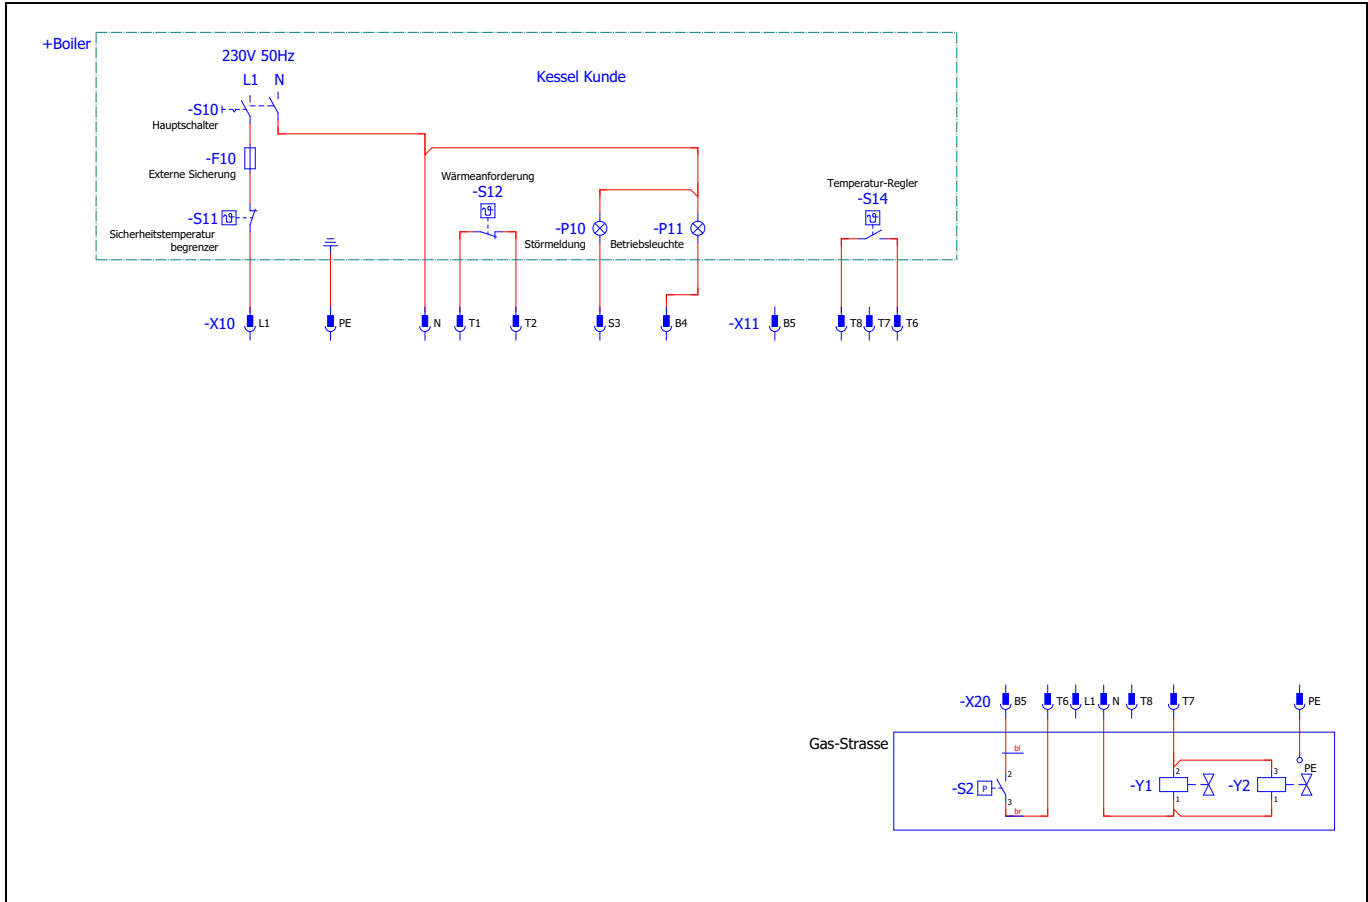 +Boiler
230V 50Hz
Kessel Kunde
L1 N
-S10
Hauptschalter
-F10
Externe Sicherung
Wärmeanforderung
-S12
Temperatur-Regler
-S14
-S11
Sicherheitstemperatur
begrenzer
-P10
Störmeldung
-P11
Betriebsleuchte
-X10 L1 PE N T1 T2 S3 B4 -X11 B5 T8 T7 T6
-X20 B5 T6 L1 N T8 T7 PE
Gas-Strasse
bl
PE
2 2 3
-S2 P -Y1 -Y2
3 1 1
br